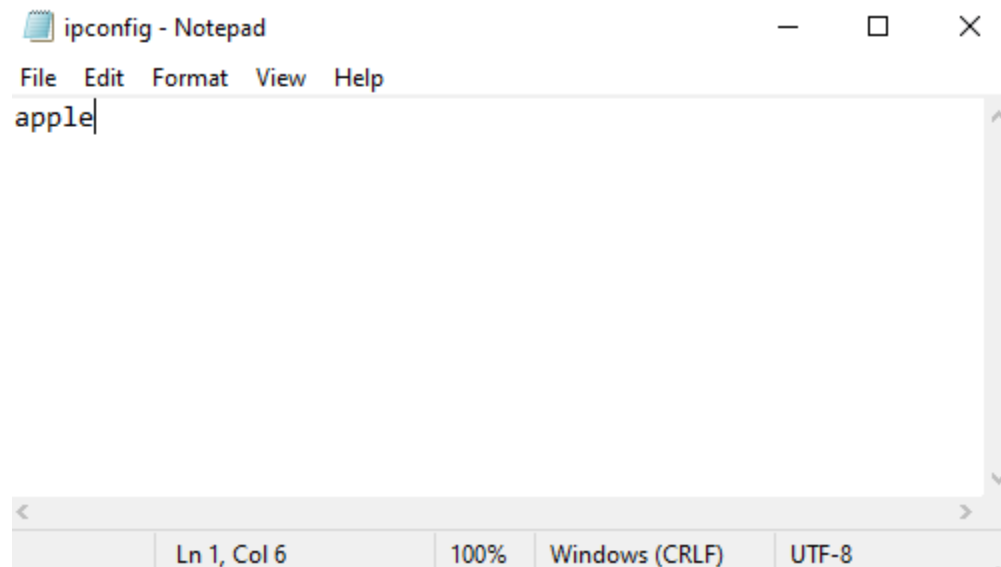 ipconfig - Notepad
File Edit Format View Help
apple
Ln 1, Col 6 100% Windows (CRLF) UTF-8